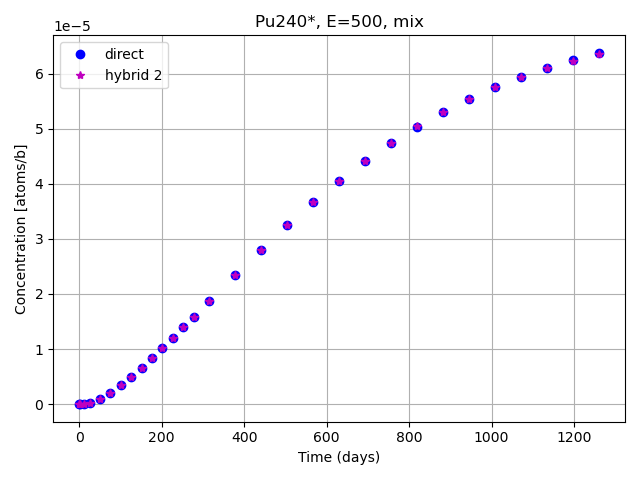 Pu240*, E=500, mix
1e−5
direct
hybrid 2
6
5
4
3
2
1
0
Concentration [atoms/b]
0 200 400 600 800 1000 1200
Time (days)